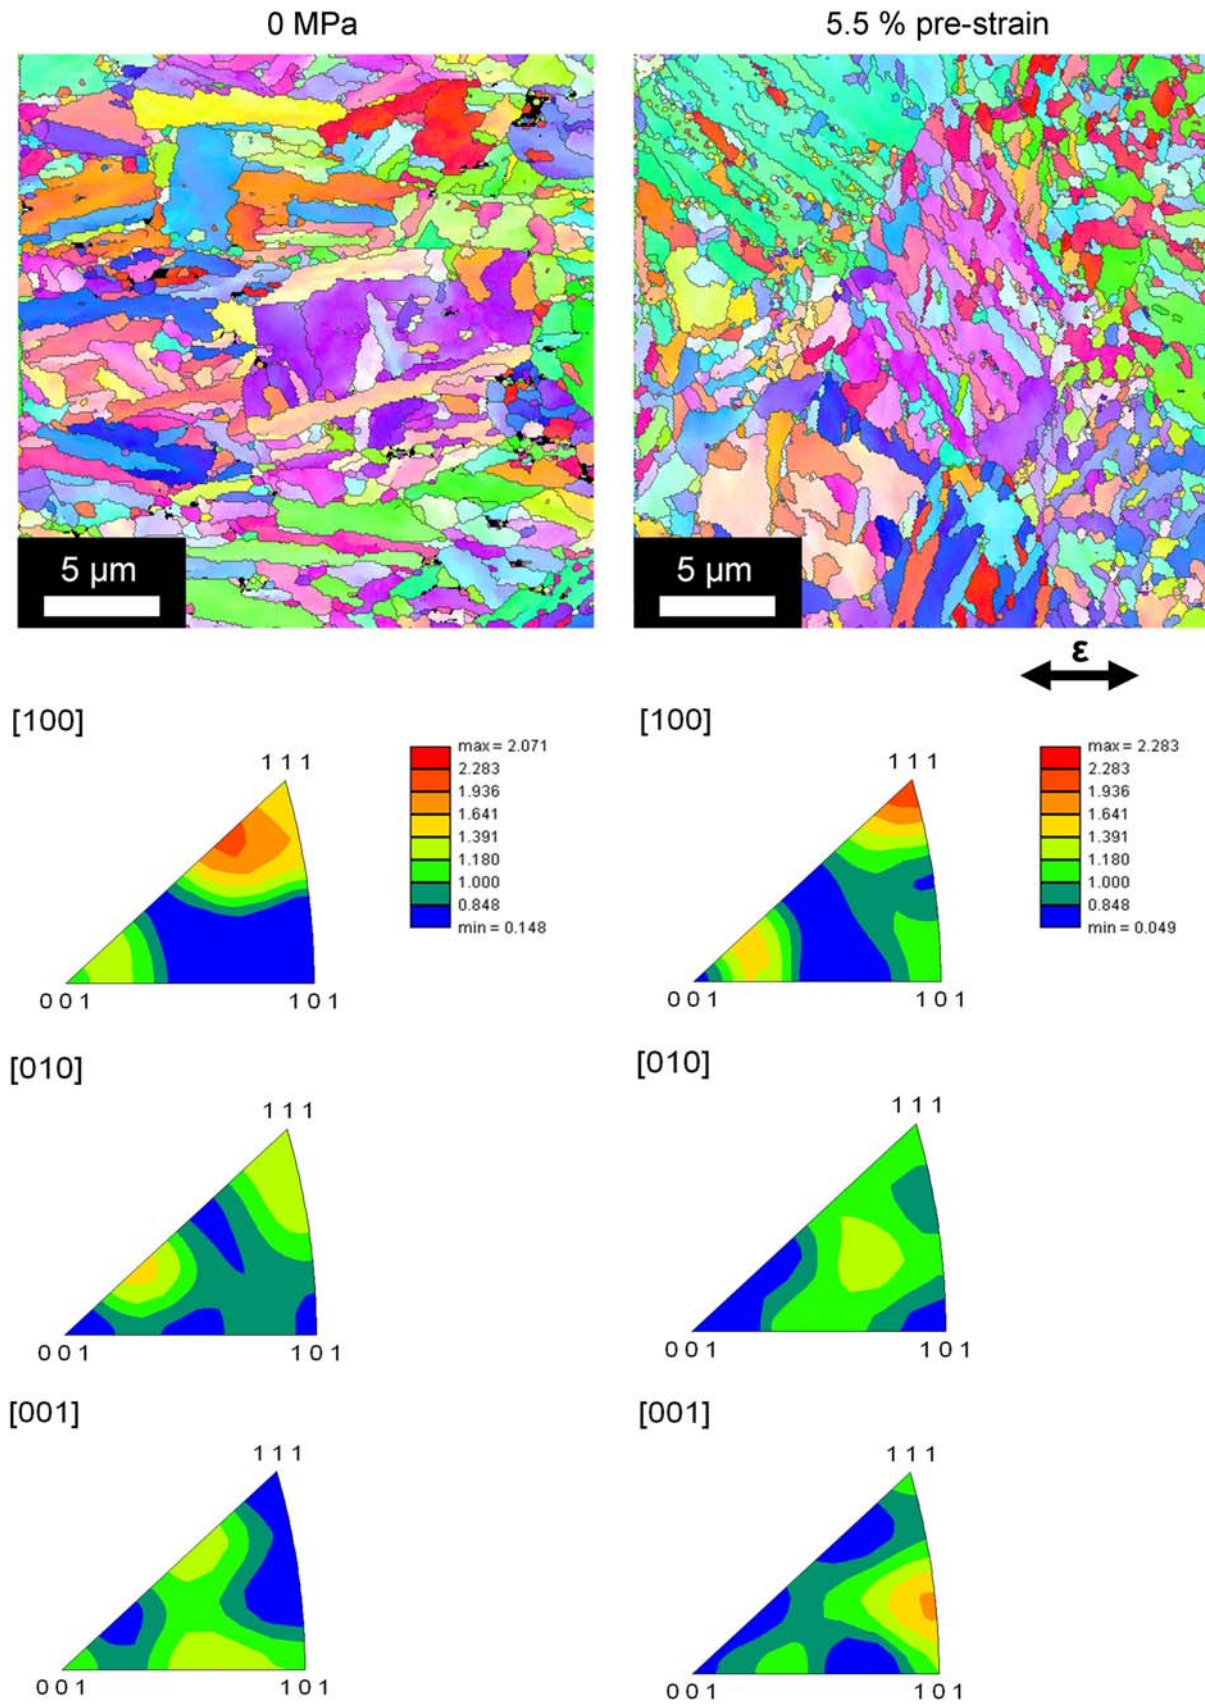 0 MPa
5.5 % pre-strain
5 µm
5 µm
ε
[100]
[100]
max = 2.071
2.283
1.936
1.641
1.391
1.180
1.000
0.848
min = 0.148
max = 2.283
2.283
1.936
1.641
1.391
1.180
1.000
0.848
min = 0.049
1 1 1
1 1 1
0 0 1
1 0 1
0 0 1
1 0 1
[010]
[010]
1 1 1
1 1 1
0 0 1
1 0 1
0 0 1
1 0 1
[001]
[001]
1 1 1
1 1 1
0 0 1
1 0 1
0 0 1
1 0 1